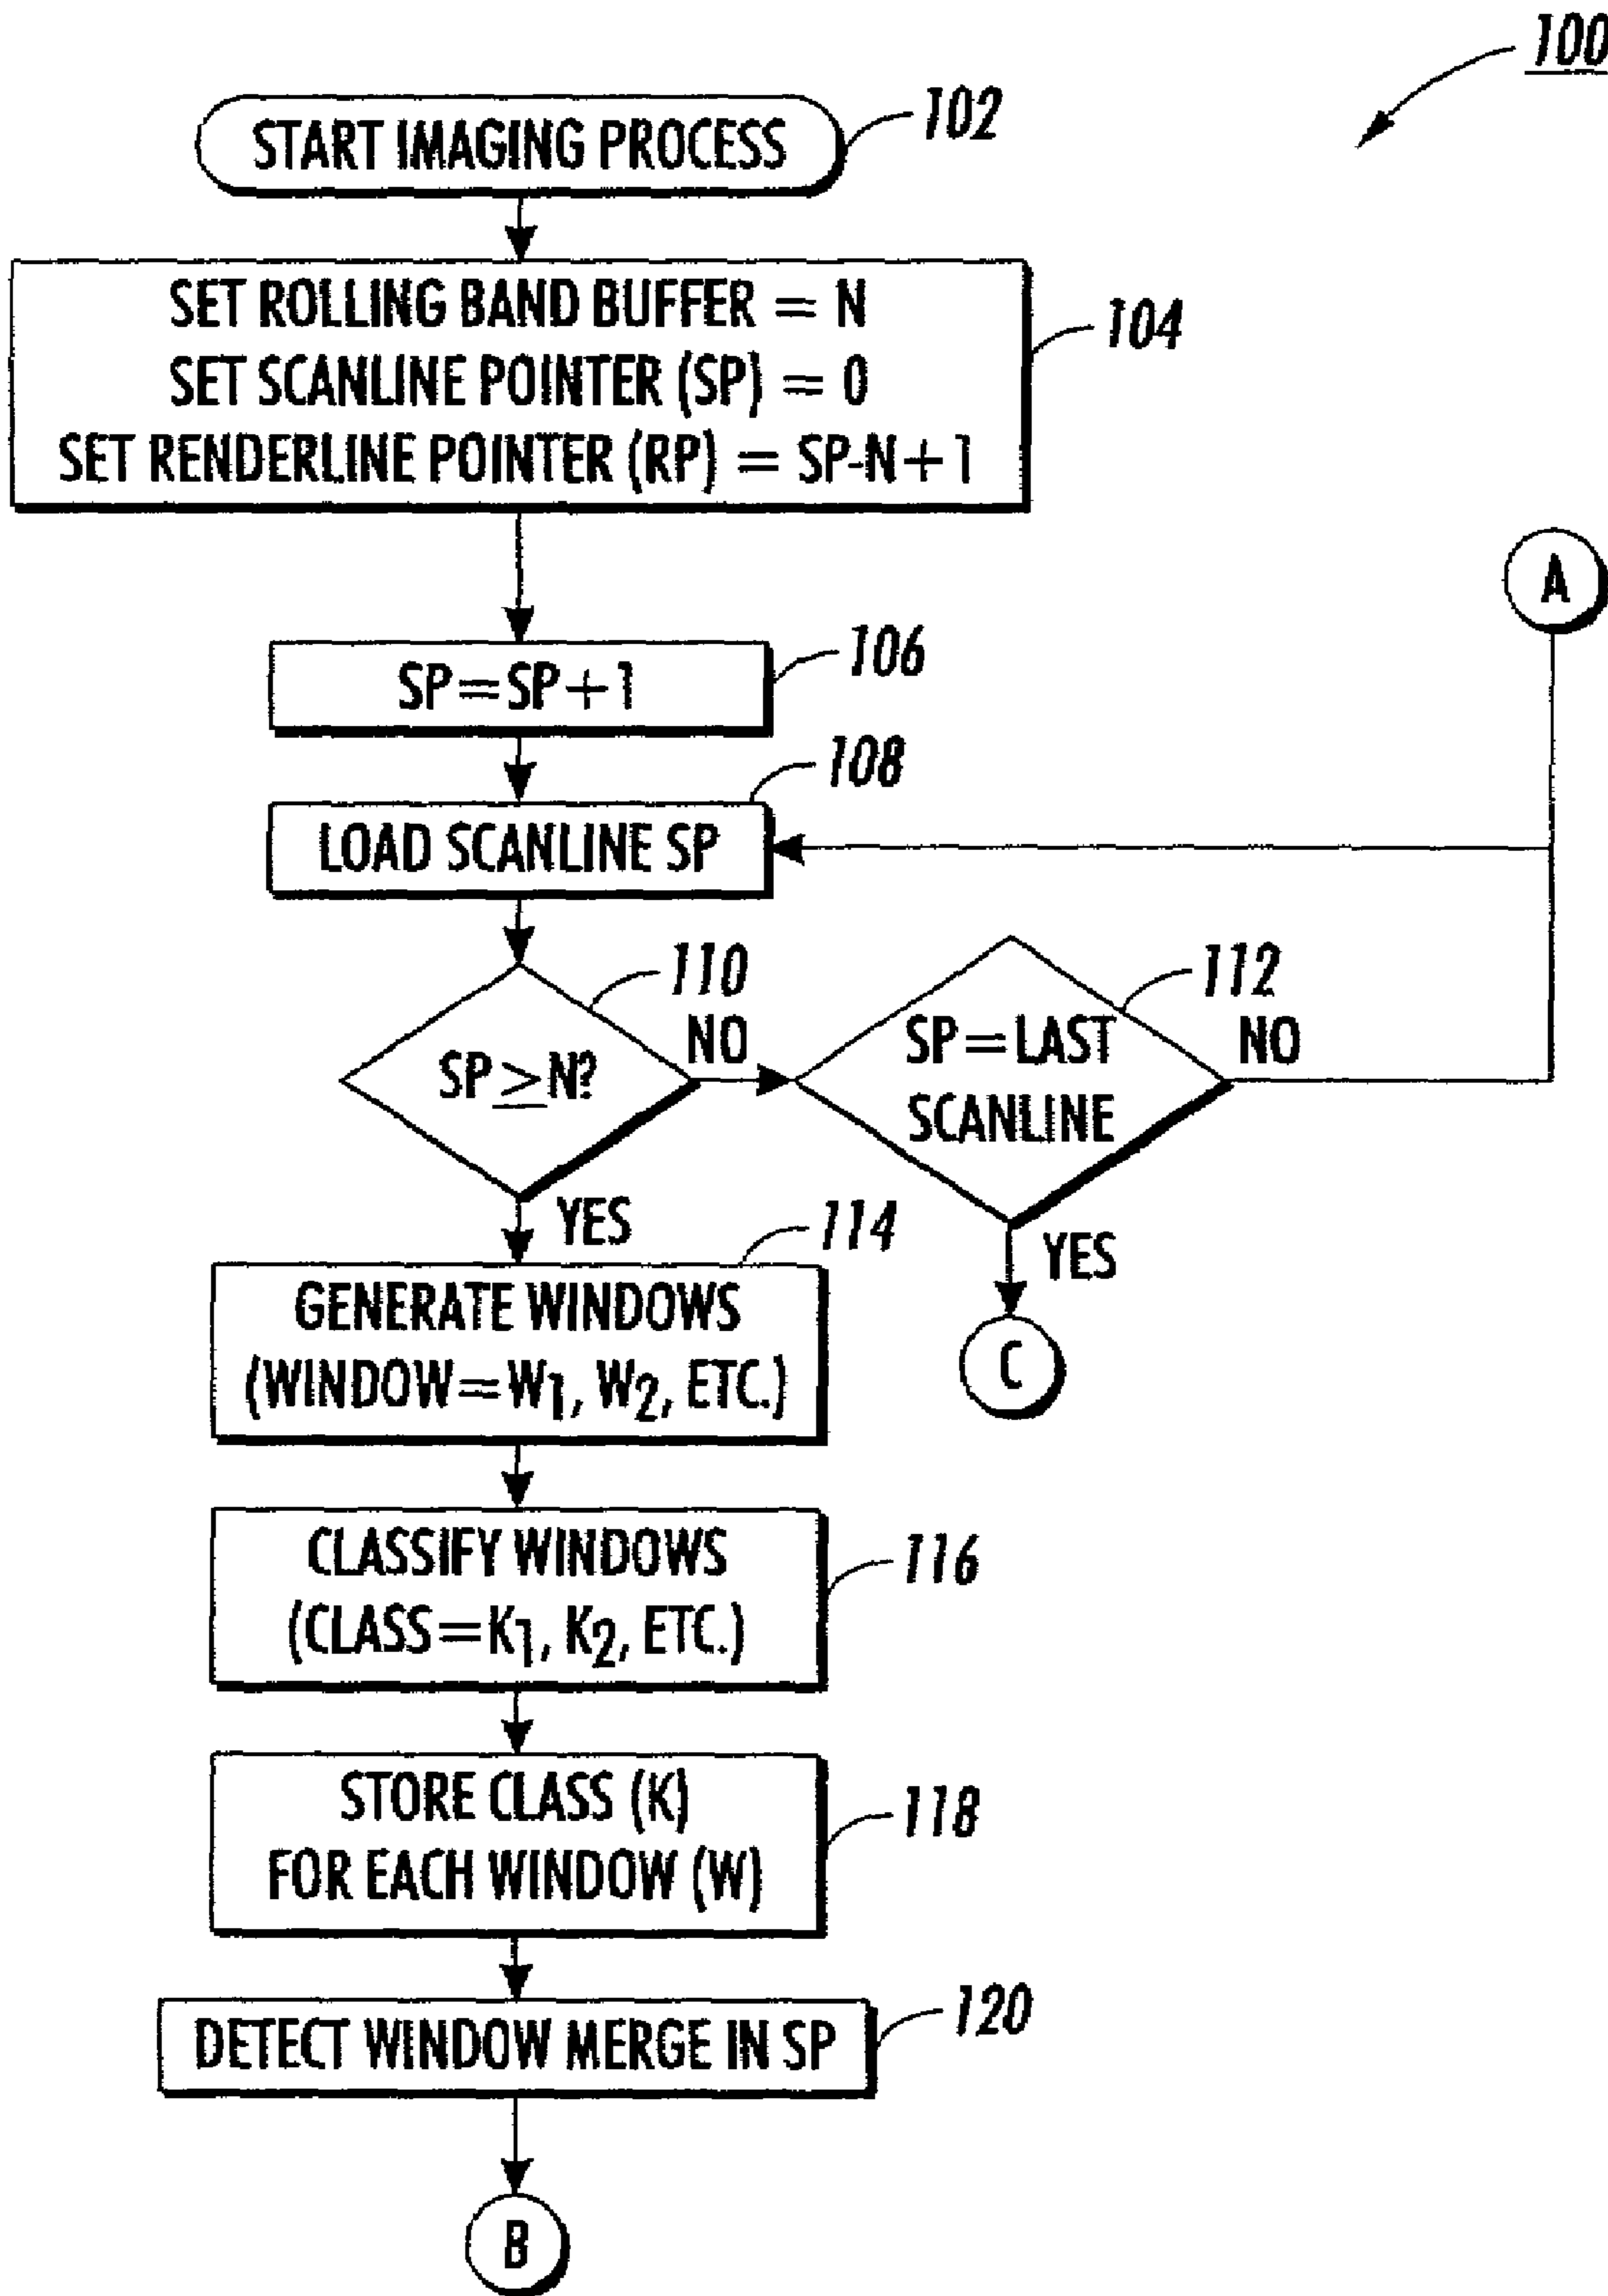 100
START IMAGING PROCESS
102
SET ROLLING BAND BUFFER = N
SET SCANLINE POINTER (SP) = 0
SET RENDERLINE POINTER (RP) = SP-N+1
104
A
SP=SP+1
106
LOAD SCANLINE SP
108
SP≥N?
110
NO
SP=LAST
SCANLINE
112
NO
YES
YES
C
GENERATE WINDOWS
(WINDOW=W1, W2, ETC.)
114
CLASSIFY WINDOWS
(CLASS=K1, K2, ETC.)
116
STORE CLASS (K)
FOR EACH WINDOW (W)
118
DETECT WINDOW MERGE IN SP
120
B